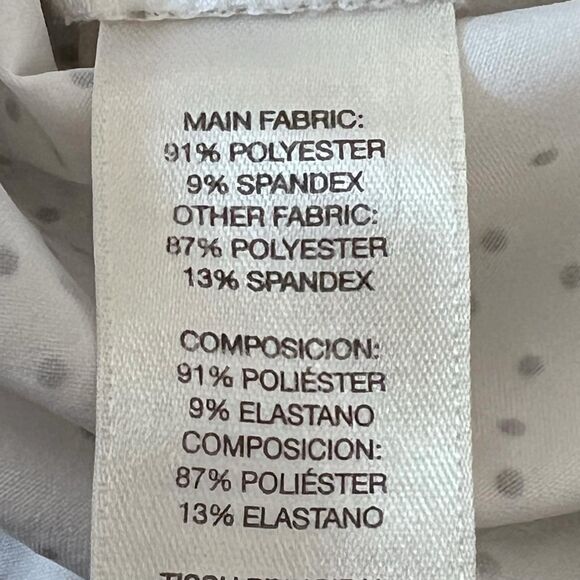 MAIN FABRIC:
91% POLYESTER
9% SPANDEX
OTHER FABRIC:
87% POLYESTER
13% SPANDEX
COMPOSICION:
91% POLIÉSTER
9% ELASTANO
COMPOSICION:
87% POLIÉSTER
13% ELASTANO